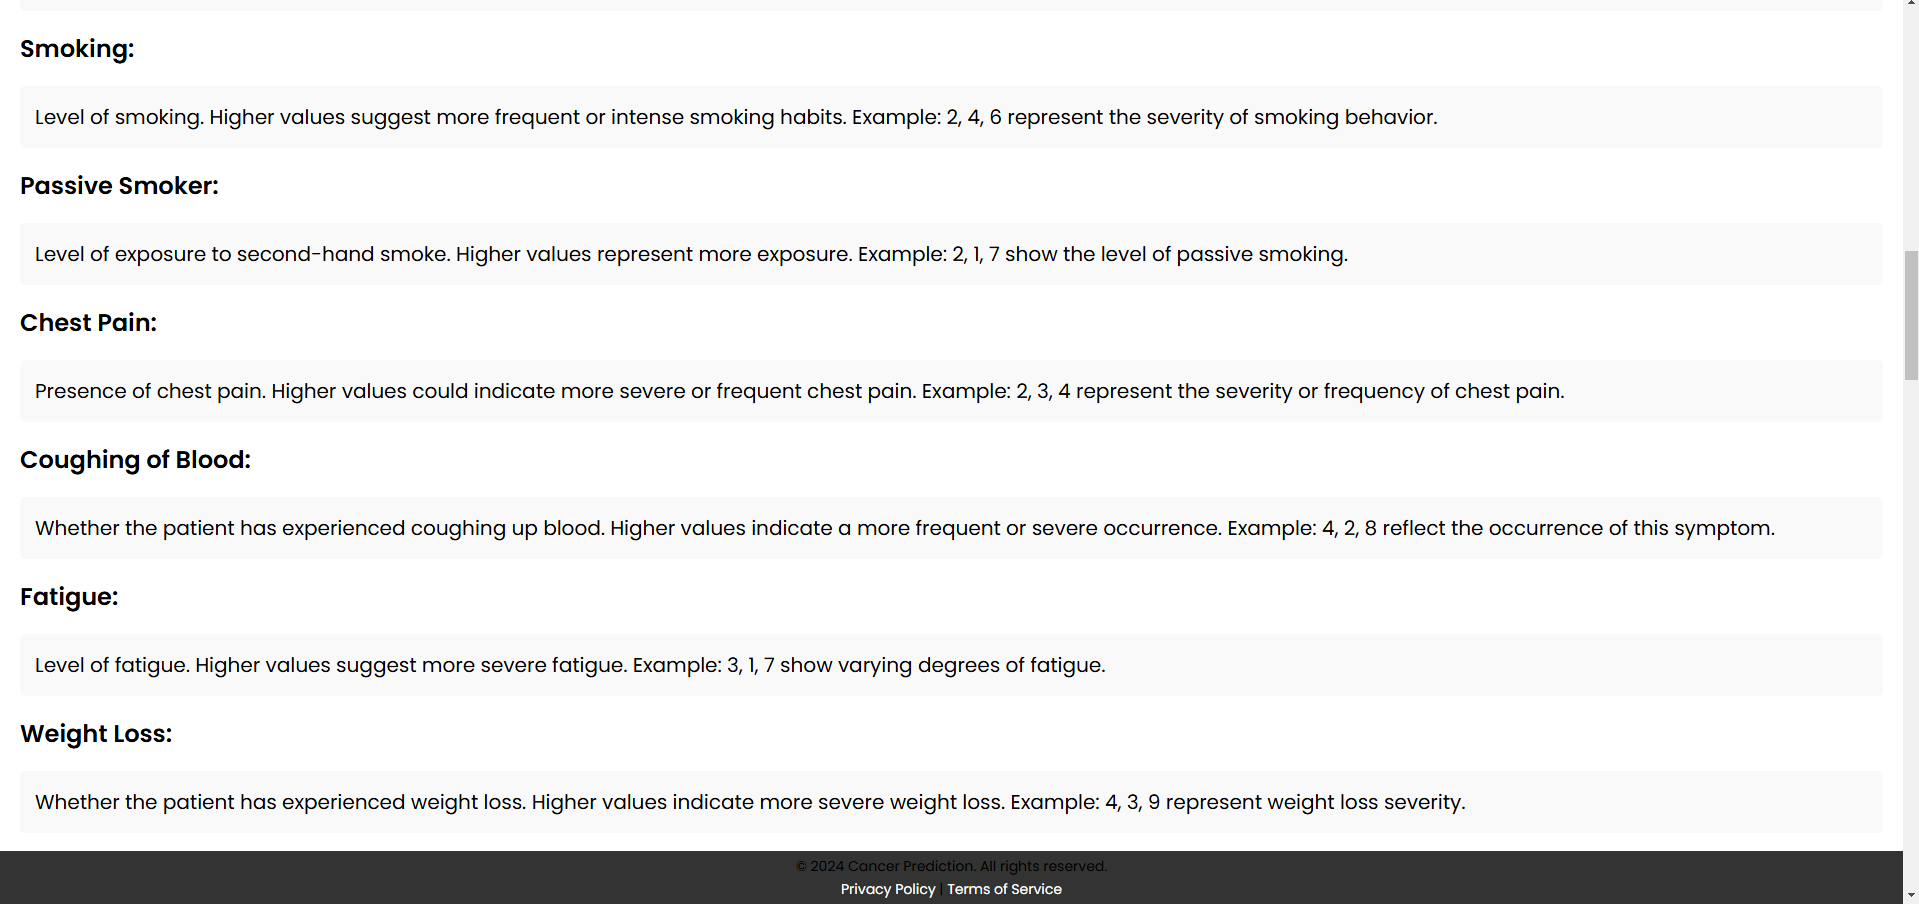 Smoking:
Level of smoking. Higher values suggest more frequent or intense smoking habits. Example: 2, 4, 6 represent the severity of smoking behavior.
Passive Smoker:
Level of exposure to second-hand smoke. Higher values represent more exposure. Example: 2, 1, 7 show the level of passive smoking.
Chest Pain:
Presence of chest pain. Higher values could indicate more severe or frequent chest pain. Example: 2, 3, 4 represent the severity or frequency of chest pain.
Coughing of Blood:
Whether the patient has experienced coughing up blood. Higher values indicate a more frequent or severe occurrence. Example: 4, 2, 8 reflect the occurrence of this symptom.
Fatigue:
Level of fatigue. Higher values suggest more severe fatigue. Example: 3, 1, 7 show varying degrees of fatigue.
Weight Loss:
Whether the patient has experienced weight loss. Higher values indicate more severe weight loss. Example: 4, 3, 9 represent weight loss severity.
© 2024 Cancer Prediction. All rights reserved.
Privacy Policy | Terms of Service